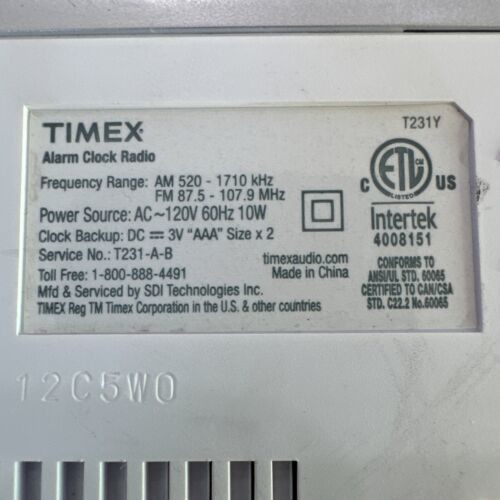 TIMEX
T231Y
Alarm Clock Radio
Frequency Range: AM 520 - 1710 kHz
FM 87.5 - 107.9 MHz
Power Source: AC ~ 120V 60Hz 10W
Clock Backup: DC ⎓ 3V "AAA" Size x 2
Service No.: T231-A-B
timexaudio.com
Toll Free: 1-800-888-4491
Made in China
Mfd & Serviced by SDI Technologies Inc.
TIMEX Reg TM Timex Corporation in the U.S. & other countries
ETL CM
LISTED
C US
Intertek
4008151
CONFORMS TO
ANSI/UL STD. 60065
CERTIFIED TO CAN/CSA
STD. C22.2 No.60065
12C5W0